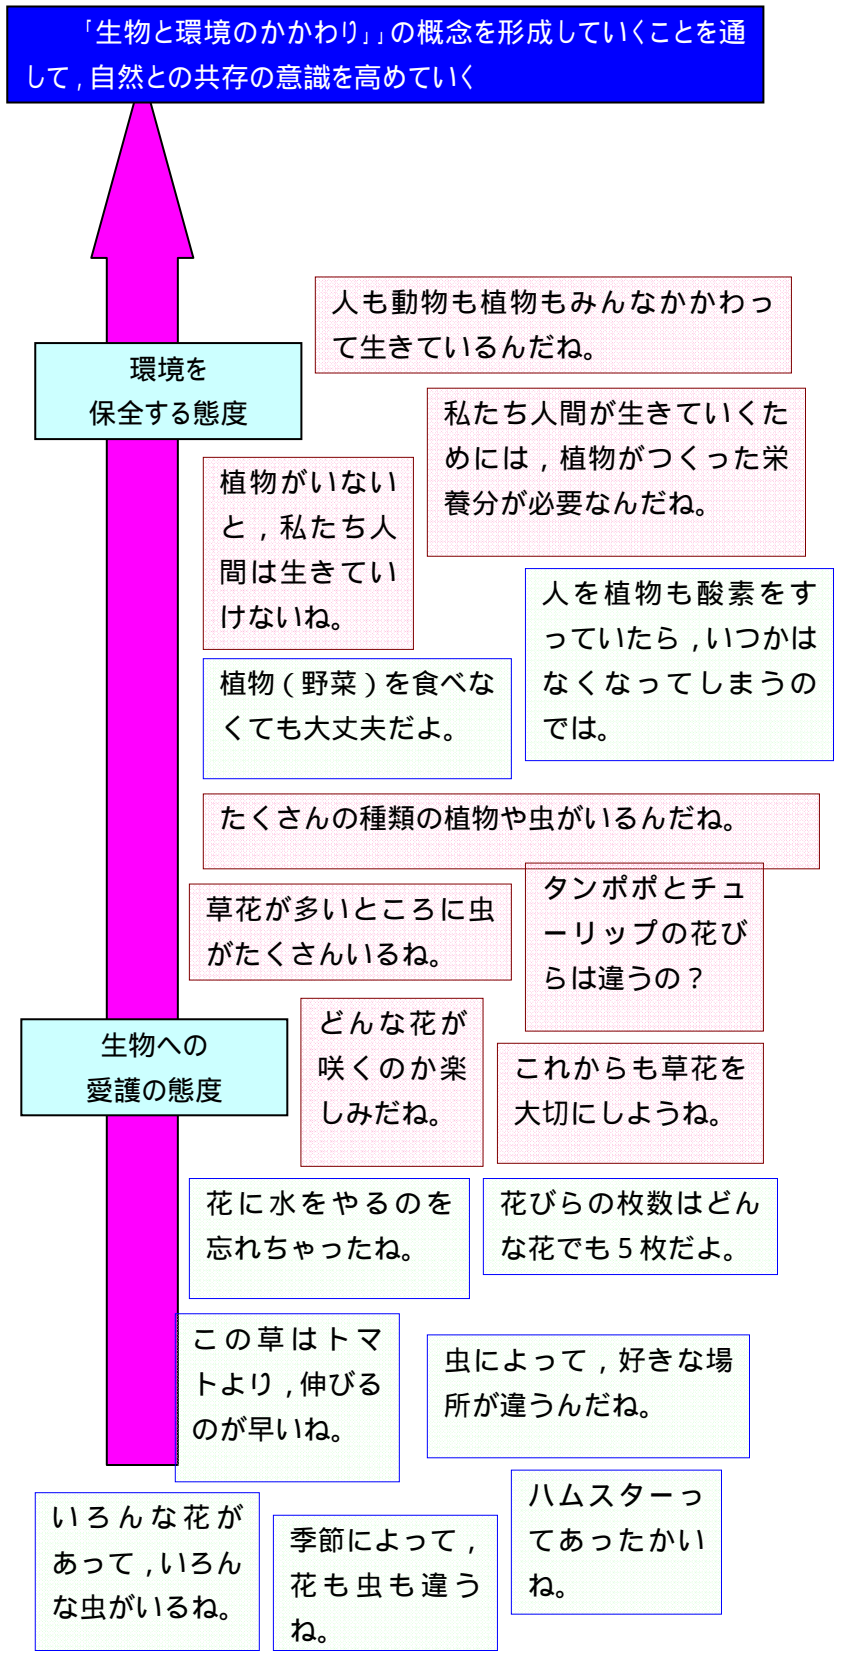 「生物と環境のかかわり」」の概念を形成していくことを通
して，自然との共存の意識を高めていく
人も動物も植物もみんなかかわっ
て生きているんだね。
環境を
保全する態度
私たち人間が生きていくた
めには，植物がつくった栄
養分が必要なんだね。
植物がいない
と，私たち人
間は生きてい
けないね。
人を植物も酸素をす
っていたら，いつかは
なくなってしまうの
では。
植物（野菜）を食べな
くても大丈夫だよ。
たくさんの種類の植物や虫がいるんだね。
タンポポとチュ
ーリップの花び
らは違うの？
草花が多いところに虫
がたくさんいるね。
どんな花が
咲くのか楽
しみだね。
生物への
愛護の態度
これからも草花を
大切にしようね。
花に水をやるのを
忘れちゃったね。
花びらの枚数はどん
な花でも５枚だよ。
この草はトマ
トより，伸びる
のが早いね。
虫によって，好きな場
所が違うんだね。
ハムスターっ
てあったかい
ね。
いろんな花が
あって，いろん
な虫がいるね。
季節によって，
花も虫も違う
ね。